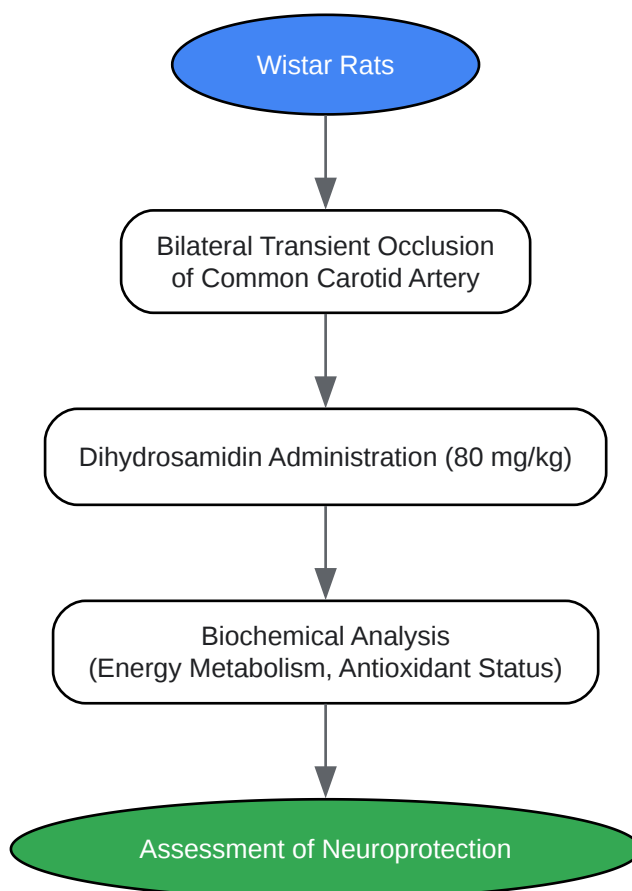 Wistar Rats
Bilateral Transient Occlusion
of Common Carotid Artery
Dihydrosamidin Administration (80 mg/kg)
Biochemical Analysis
(Energy Metabolism, Antioxidant Status)
Assessment of Neuroprotection